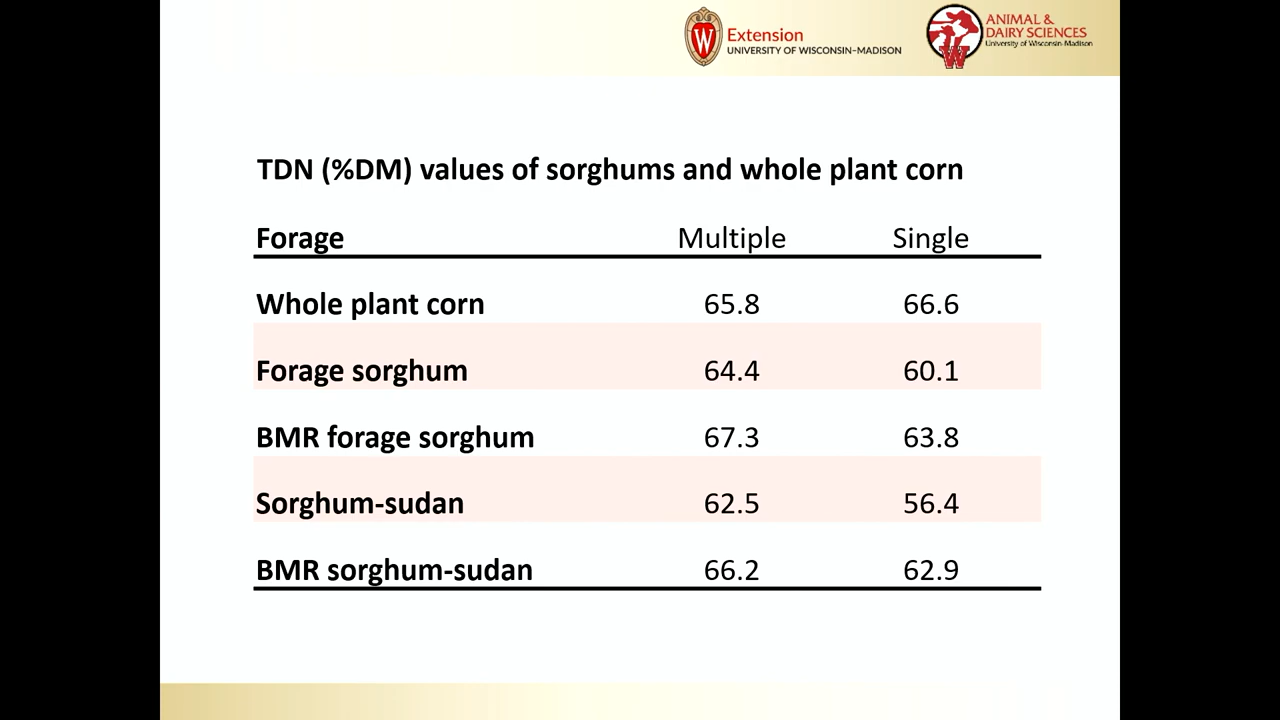 Extension
UNIVERSITY OF WISCONSIN–MADISON
W
ANIMAL &
DAIRY SCIENCES
University of Wisconsin-Madison
W
TDN (%DM) values of sorghums and whole plant corn
Forage Multiple Single
Whole plant corn 65.8 66.6
Forage sorghum 64.4 60.1
BMR forage sorghum 67.3 63.8
Sorghum-sudan 62.5 56.4
BMR sorghum-sudan 66.2 62.9